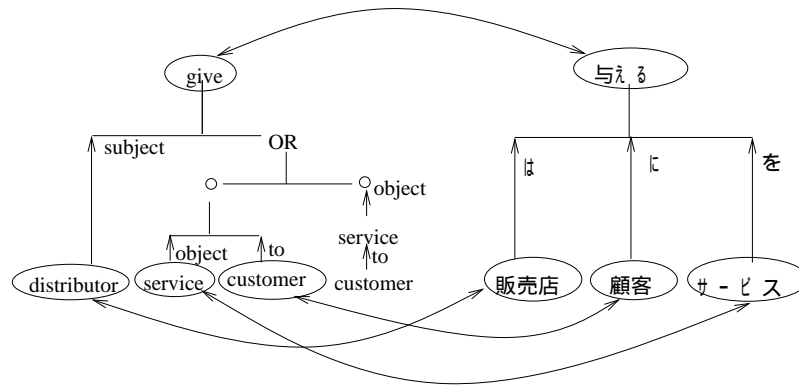 give 与える
subject OR は に を
object
service
object to to
distributor service customer customer 販売店 顧客 サービス